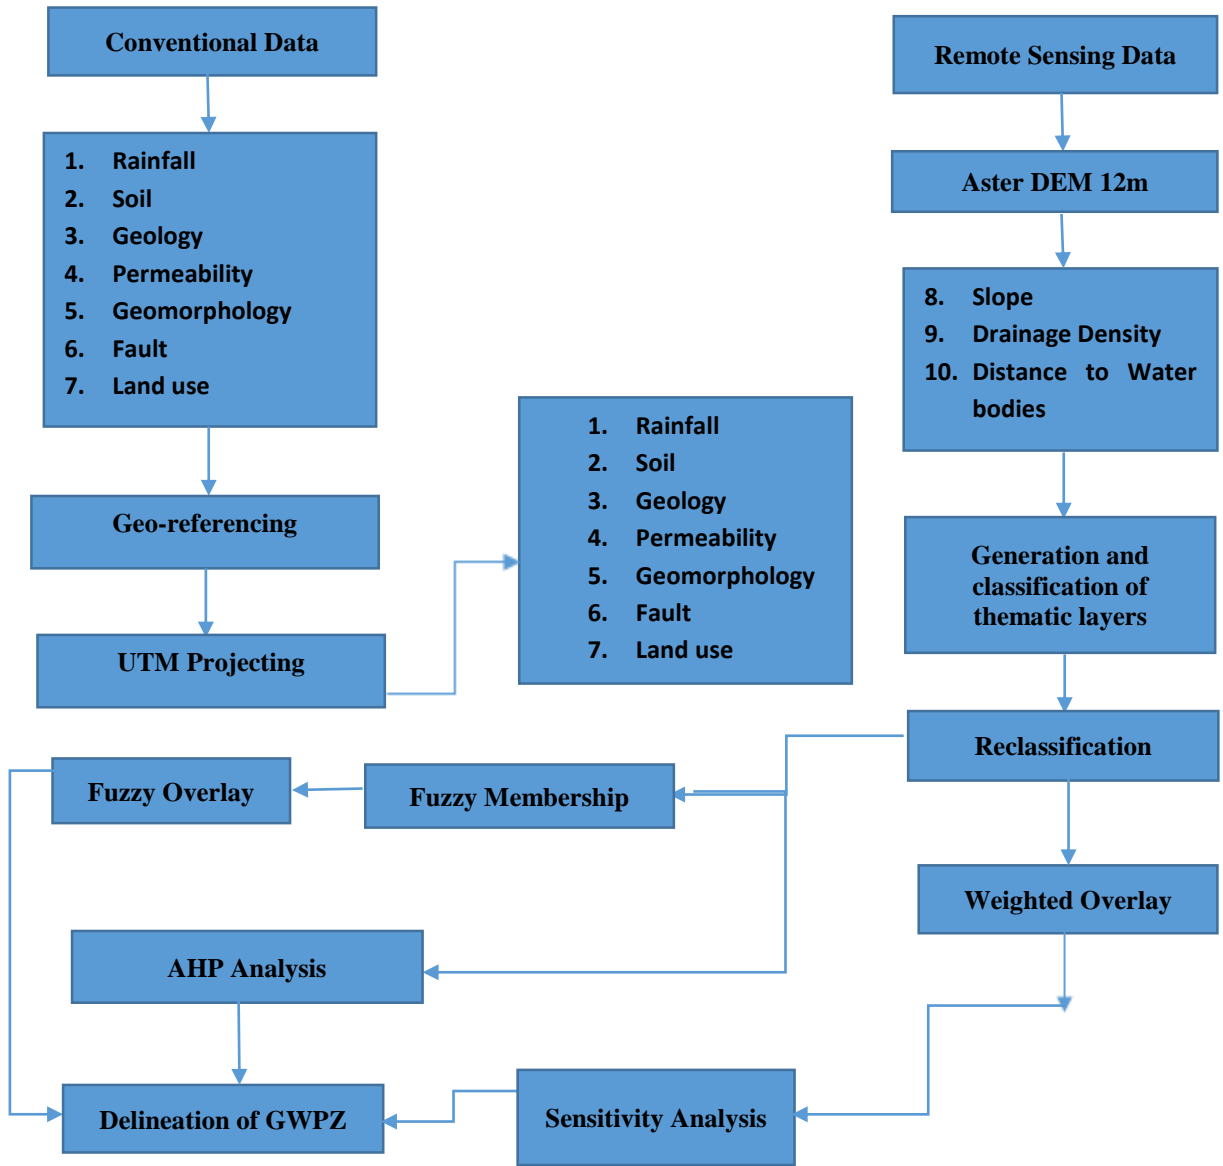 Conventional Data
1. Rainfall
2. Soil
3. Geology
4. Permeability
5. Geomorphology
6. Fault
7. Land use
Geo-referencing
UTM Projecting
1. Rainfall
2. Soil
3. Geology
4. Permeability
5. Geomorphology
6. Fault
7. Land use
Remote Sensing Data
Aster DEM 12m
8. Slope
9. Drainage Density
10. Distance to Water
bodies
Generation and
classification of
thematic layers
Reclassification
Fuzzy Membership
Fuzzy Overlay
Weighted Overlay
AHP Analysis
Sensitivity Analysis
Delineation of GWPZ